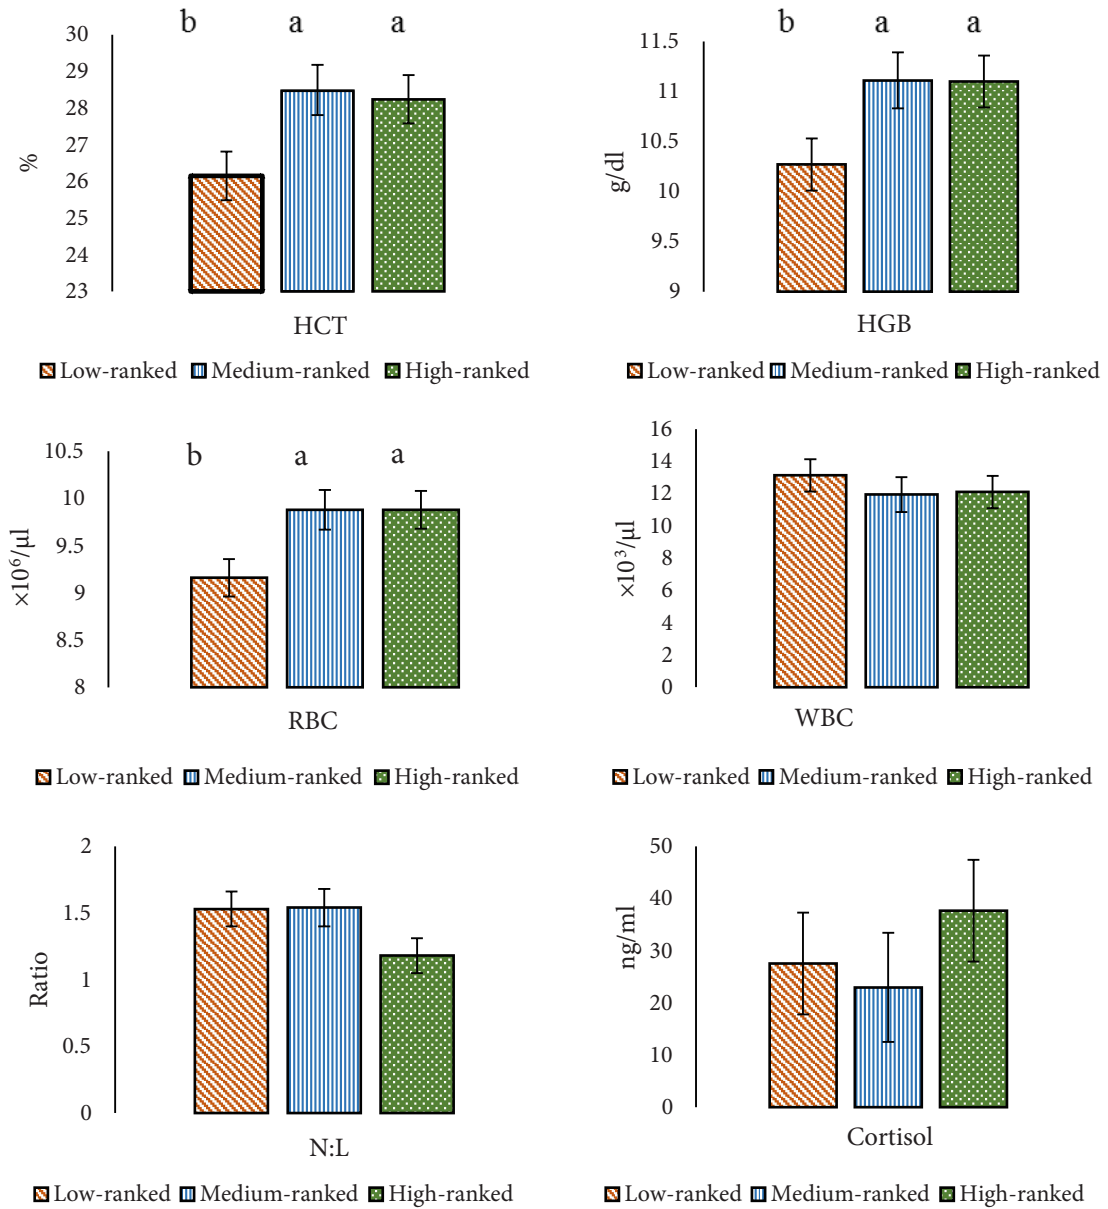 b a a
30
29
28
27
26
25
24
23
%
HCT
Low-ranked Medium-ranked High-ranked
b a a
11.5
11
10.5
10
9.5
9
g/dl
HGB
Low-ranked Medium-ranked High-ranked
b a a
10.5
10
9.5
9
8.5
8
×10⁶/µl
RBC
Low-ranked Medium-ranked High-ranked
16
14
12
10
8
6
4
2
0
×10³/µl
WBC
Low-ranked Medium-ranked High-ranked
2
1.5
1
0.5
0
Ratio
N:L
Low-ranked Medium-ranked High-ranked
50
40
30
20
10
0
ng/ml
Cortisol
Low-ranked Medium-ranked High-ranked